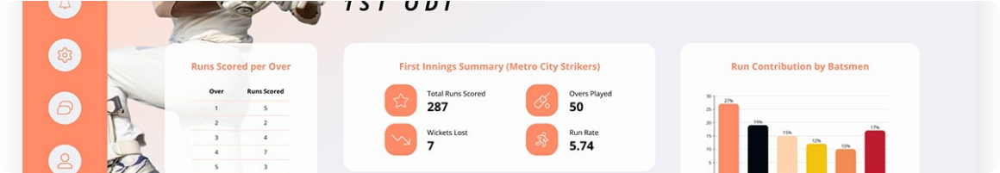 1ST ODI
Runs Scored per Over
Over Runs Scored
1 5
2 2
3 4
4 7
5 3
First Innings Summary (Metro City Strikers)
Total Runs Scored
287
Overs Played
50
Wickets Lost
7
Run Rate
5.74
Run Contribution by Batsmen
30
25
20
15
10
5
27%
19%
15%
12%
10%
17%